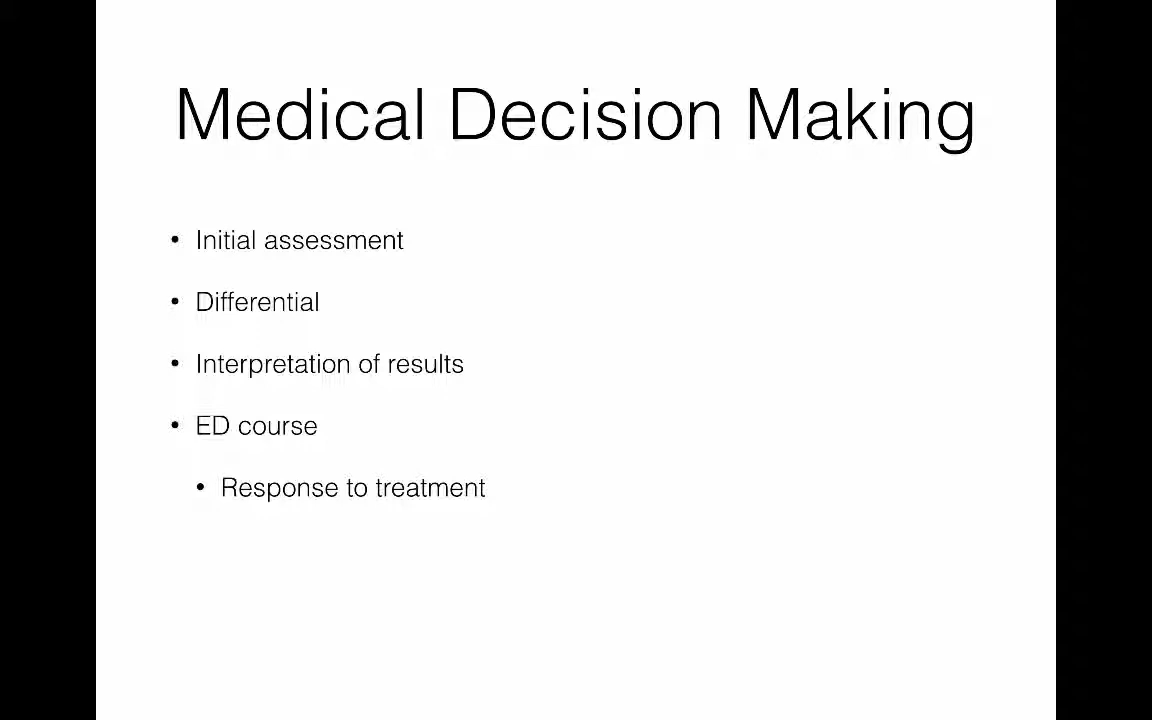 Medical Decision Making
• Initial assessment
• Differential
• Interpretation of results
• ED course
• Response to treatment